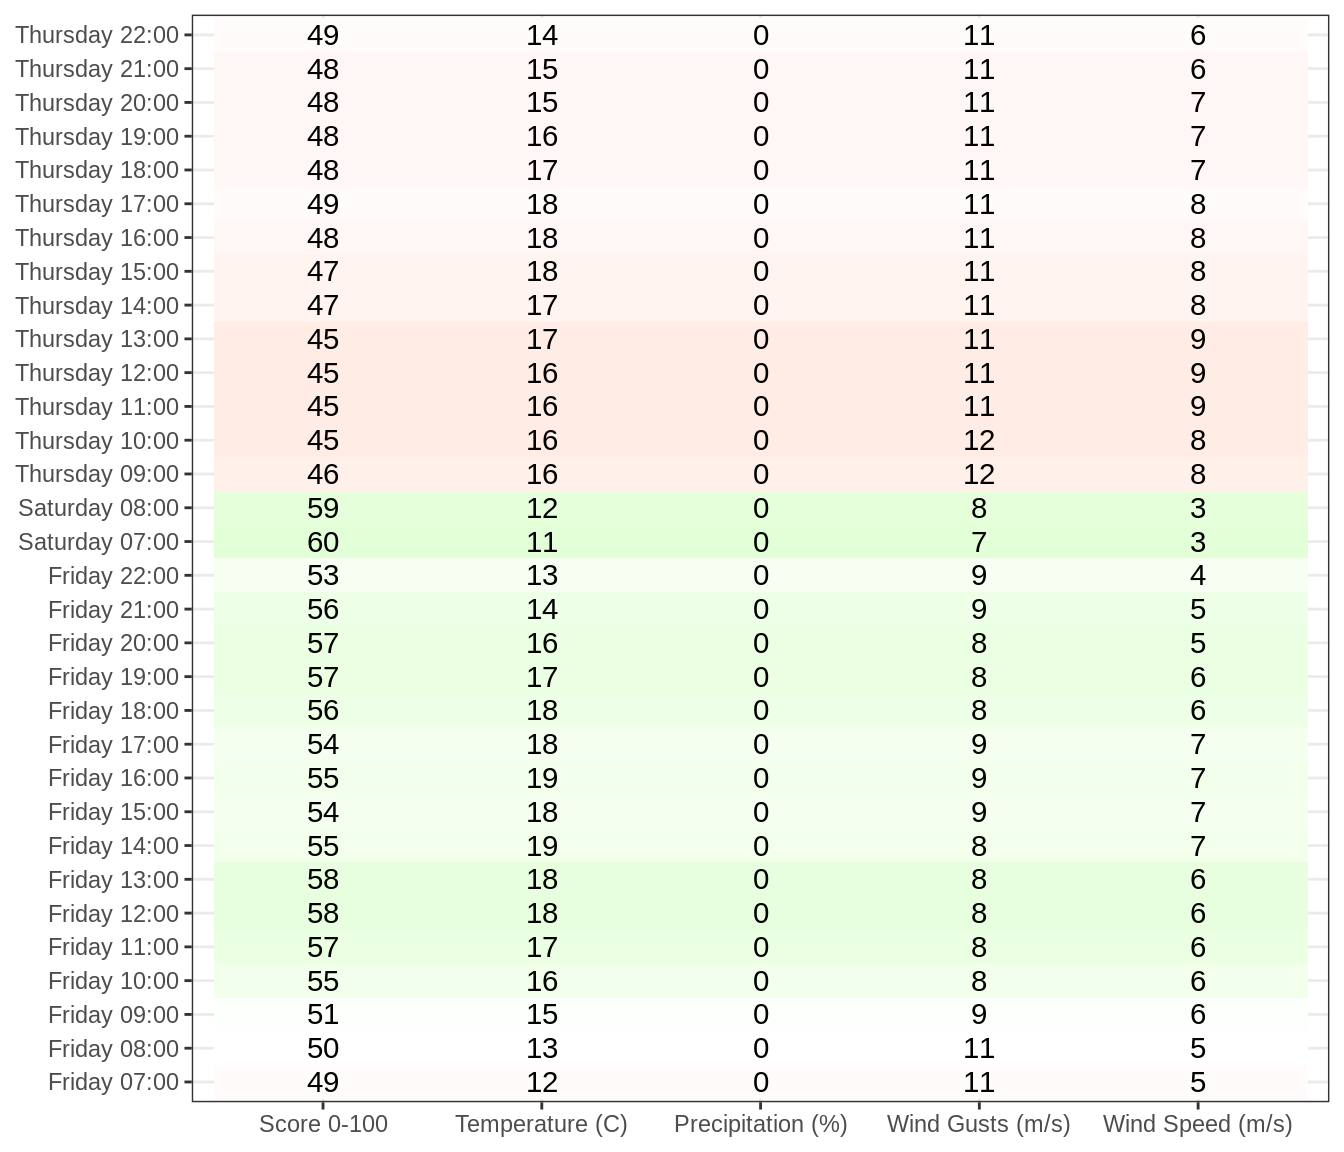 Thursday 22:00 49 14 0 11 6
Thursday 21:00 48 15 0 11 6
Thursday 20:00 48 15 0 11 7
Thursday 19:00 48 16 0 11 7
Thursday 18:00 48 17 0 11 7
Thursday 17:00 49 18 0 11 8
Thursday 16:00 48 18 0 11 8
Thursday 15:00 47 18 0 11 8
Thursday 14:00 47 17 0 11 8
Thursday 13:00 45 17 0 11 9
Thursday 12:00 45 16 0 11 9
Thursday 11:00 45 16 0 11 9
Thursday 10:00 45 16 0 12 8
Thursday 09:00 46 16 0 12 8
Saturday 08:00 59 12 0 8 3
Saturday 07:00 60 11 0 7 3
Friday 22:00 53 13 0 9 4
Friday 21:00 56 14 0 9 5
Friday 20:00 57 16 0 8 5
Friday 19:00 57 17 0 8 6
Friday 18:00 56 18 0 8 6
Friday 17:00 54 18 0 9 7
Friday 16:00 55 19 0 9 7
Friday 15:00 54 18 0 9 7
Friday 14:00 55 19 0 8 7
Friday 13:00 58 18 0 8 6
Friday 12:00 58 18 0 8 6
Friday 11:00 57 17 0 8 6
Friday 10:00 55 16 0 8 6
Friday 09:00 51 15 0 9 6
Friday 08:00 50 13 0 11 5
Friday 07:00 49 12 0 11 5
Score 0-100 Temperature (C) Precipitation (%) Wind Gusts (m/s) Wind Speed (m/s)